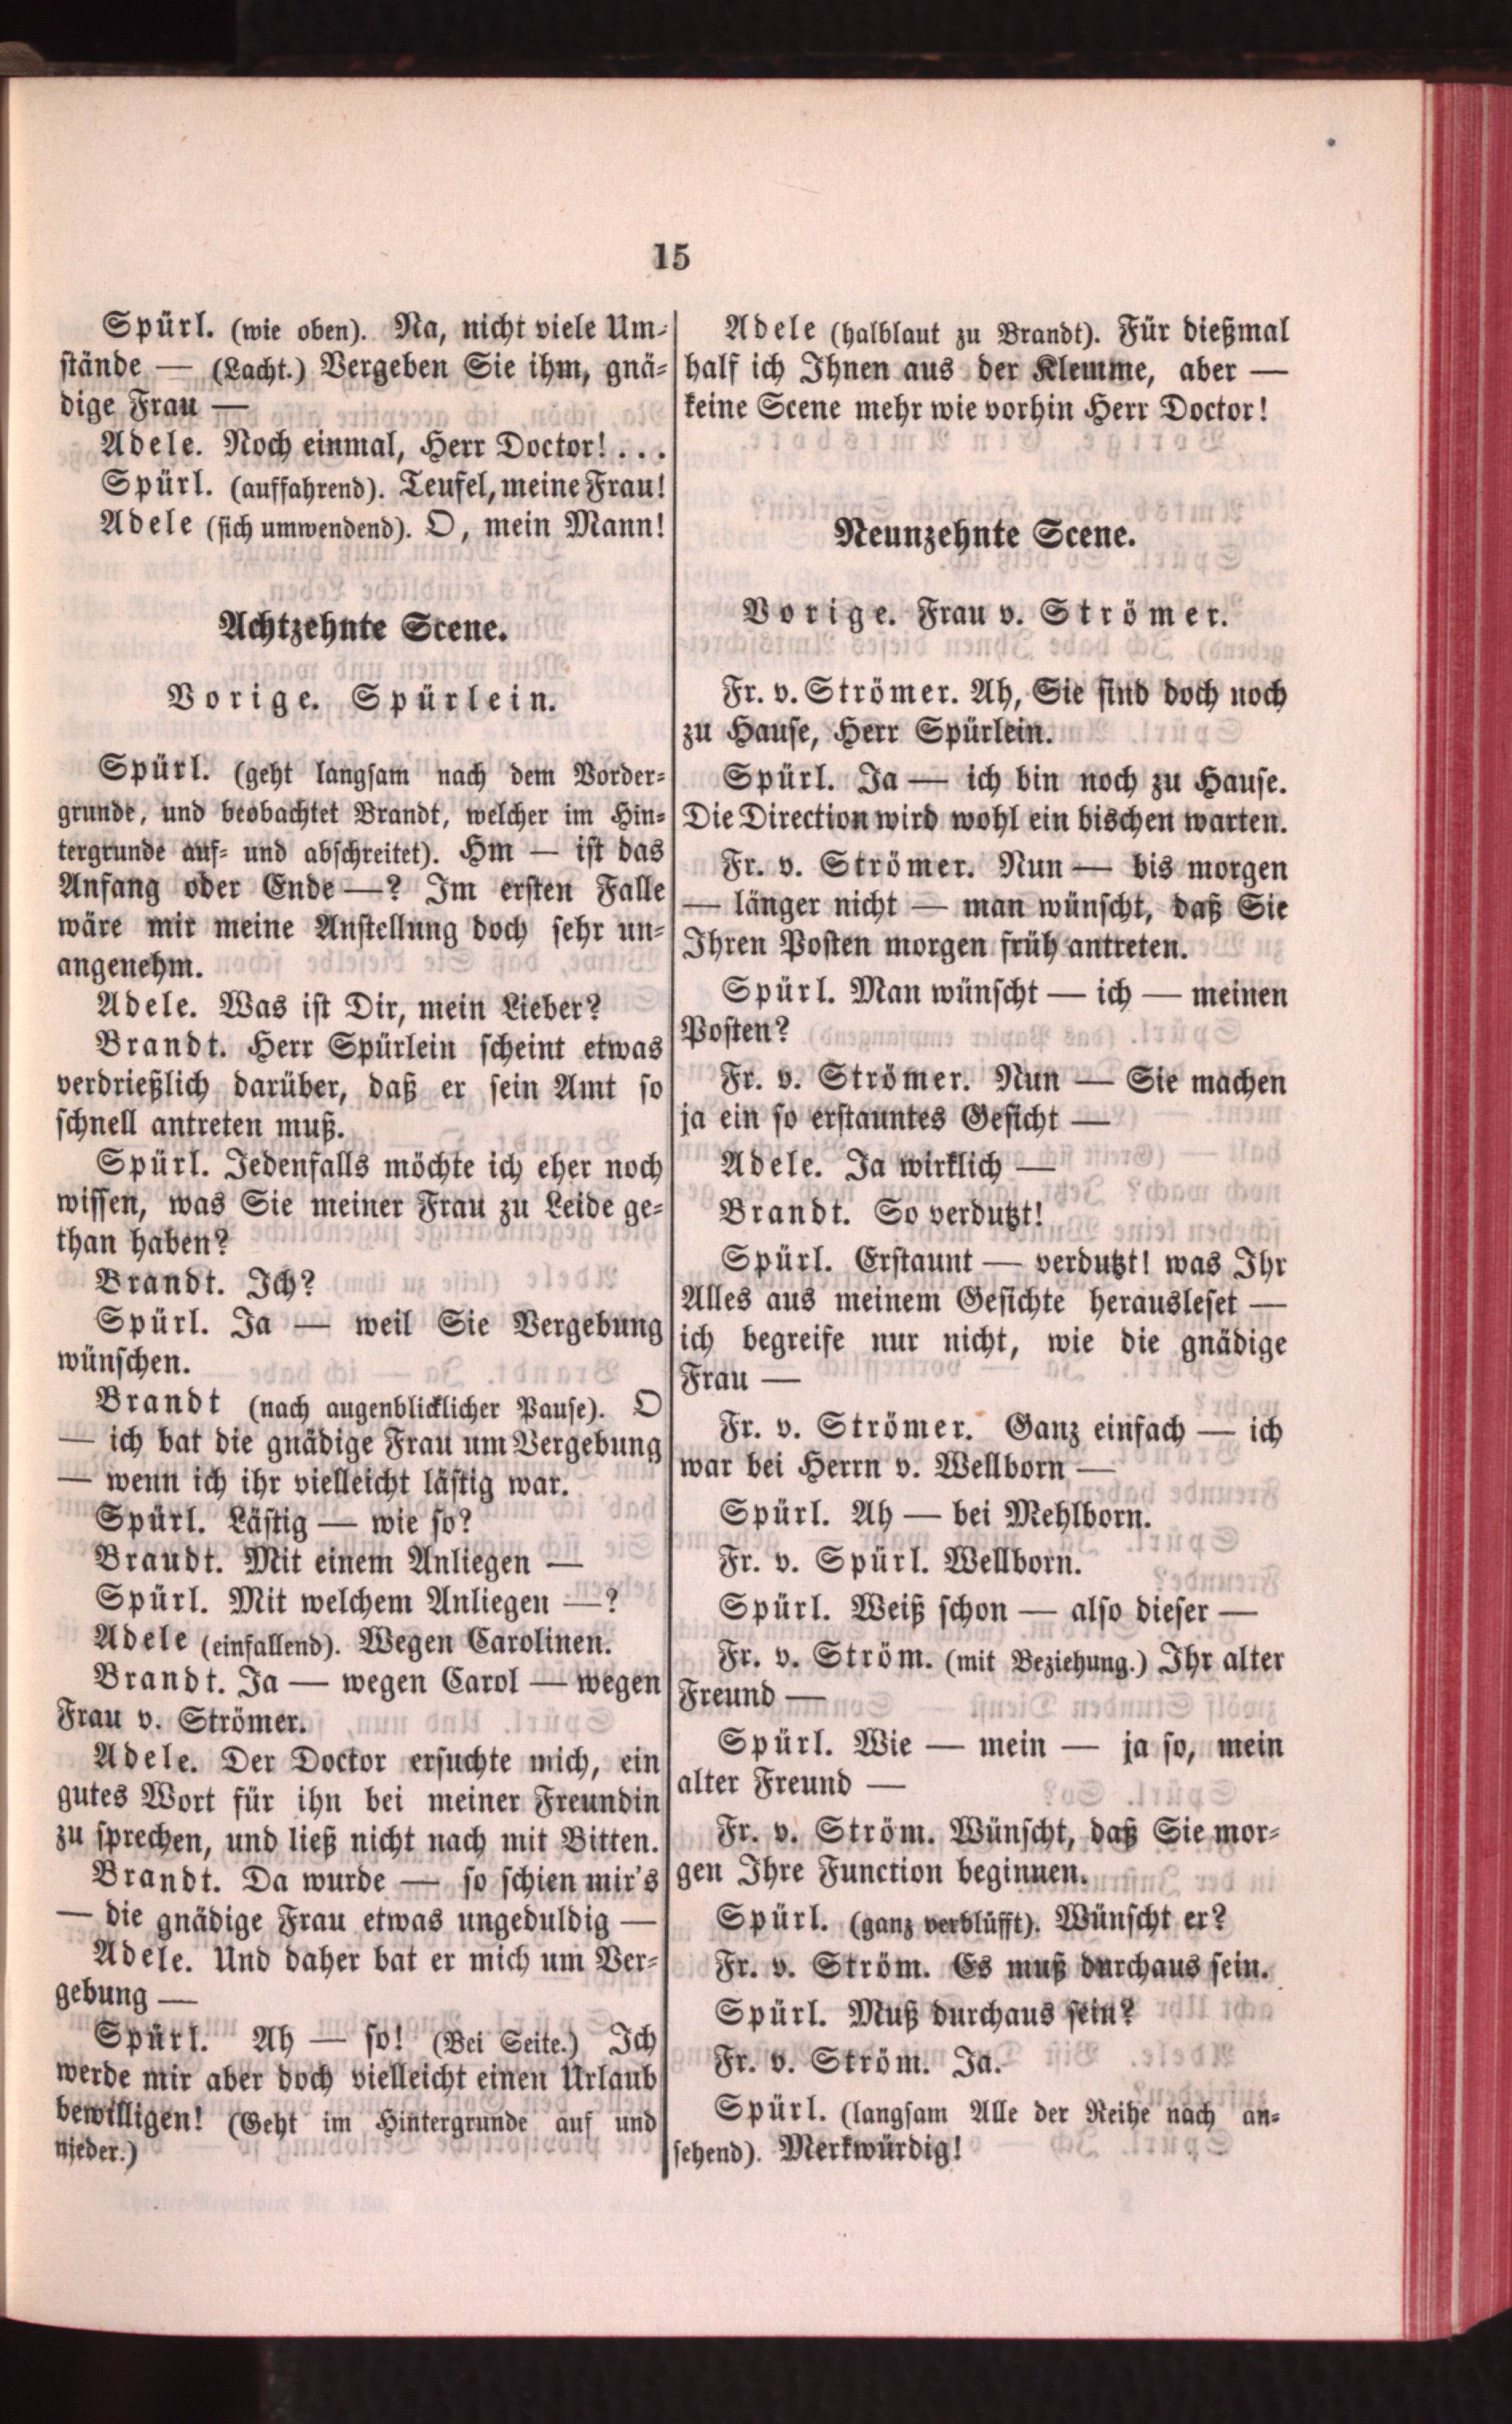 15
Spürl. (wie oben). Na, nicht viele Um-
stände — (Lacht.) Vergeben Sie ihm, gnä-
dige Frau —
Adele. Noch einmal, Herr Doctor! . . .
Spürl. (auffahrend). Teufel, meine Frau!
Adele (sich umwendend). O, mein Mann!
Achtzehnte Scene.
Vorige. Spürlein.
Spürl. (geht langsam nach dem Vorder-
grunde, und beobachtet Brandt, welcher im Hin-
tergrunde auf- und abschreitet). Hm — ist das
Anfang oder Ende —? Im ersten Falle
wäre mir meine Anstellung doch sehr un-
angenehm.
Adele. Was ist Dir, mein Lieber?
Brandt. Herr Spürlein scheint etwas
verdrießlich darüber, daß er sein Amt so
schnell antreten muß.
Spürl. Jedenfalls möchte ich eher noch
wissen, was Sie meiner Frau zu Leide ge-
than haben?
Brandt. Ich?
Spürl. Ja — weil Sie Vergebung
wünschen.
Brandt (nach augenblicklicher Pause). O
— ich bat die gnädige Frau um Vergebung
— wenn ich ihr vielleicht lästig war.
Spürl. Lästig — wie so?
Braudt. Mit einem Anliegen —
Spürl. Mit welchem Anliegen —?
Adele (einfallend). Wegen Carolinen.
Brandt. Ja — wegen Carol — wegen
Frau v. Strömer.
Adele. Der Doctor ersuchte mich, ein
gutes Wort für ihn bei meiner Freundin
zu sprechen, und ließ nicht nach mit Bitten.
Brandt. Da wurde — so schien mir's
— die gnädige Frau etwas ungeduldig —
Adele. Und daher bat er mich um Ver-
gebung —
Spürl. Ah — so! (Bei Seite.) Ich
werde mir aber doch vielleicht einen Urlaub
bewilligen! (Geht im Hintergrunde auf und
nieder.)
Adele (halblaut zu Brandt). Für dießmal
half ich Ihnen aus der Klemme, aber —
keine Scene mehr wie vorhin Herr Doctor!
Neunzehnte Scene.
Vorige. Frau v. Strömer.
Fr. v. Strömer. Ah, Sie sind doch noch
zu Hause, Herr Spürlein.
Spürl. Ja — ich bin noch zu Hause.
Die Direction wird wohl ein bischen warten.
Fr. v. Strömer. Nun — bis morgen
— länger nicht — man wünscht, daß Sie
Ihren Posten morgen früh antreten.
Spürl. Man wünscht — ich — meinen
Posten?
Fr. v. Strömer. Nun — Sie machen
ja ein so erstauntes Gesicht —
Adele. Ja wirklich —
Brandt. So verdutzt!
Spürl. Erstaunt — verdutzt! was Ihr
Alles aus meinem Gesichte herausleset —
ich begreife nur nicht, wie die gnädige
Frau —
Fr. v. Strömer. Ganz einfach — ich
war bei Herrn v. Wellborn —
Spürl. Ah — bei Mehlborn.
Fr. v. Spürl. Wellborn.
Spürl. Weiß schon — also dieser —
Fr. v. Ström. (mit Beziehung.) Ihr alter
Freund —
Spürl. Wie — mein — ja so, mein
alter Freund —
Fr. v. Ström. Wünscht, daß Sie mor-
gen Ihre Function beginnen.
Spürl. (ganz verblüfft). Wünscht er?
Fr. v. Ström. Es muß durchaus sein.
Spürl. Muß durchaus sein?
Fr. v. Ström. Ja.
Spürl. (langsam Alle der Reihe nach an-
sehend). Merkwürdig!